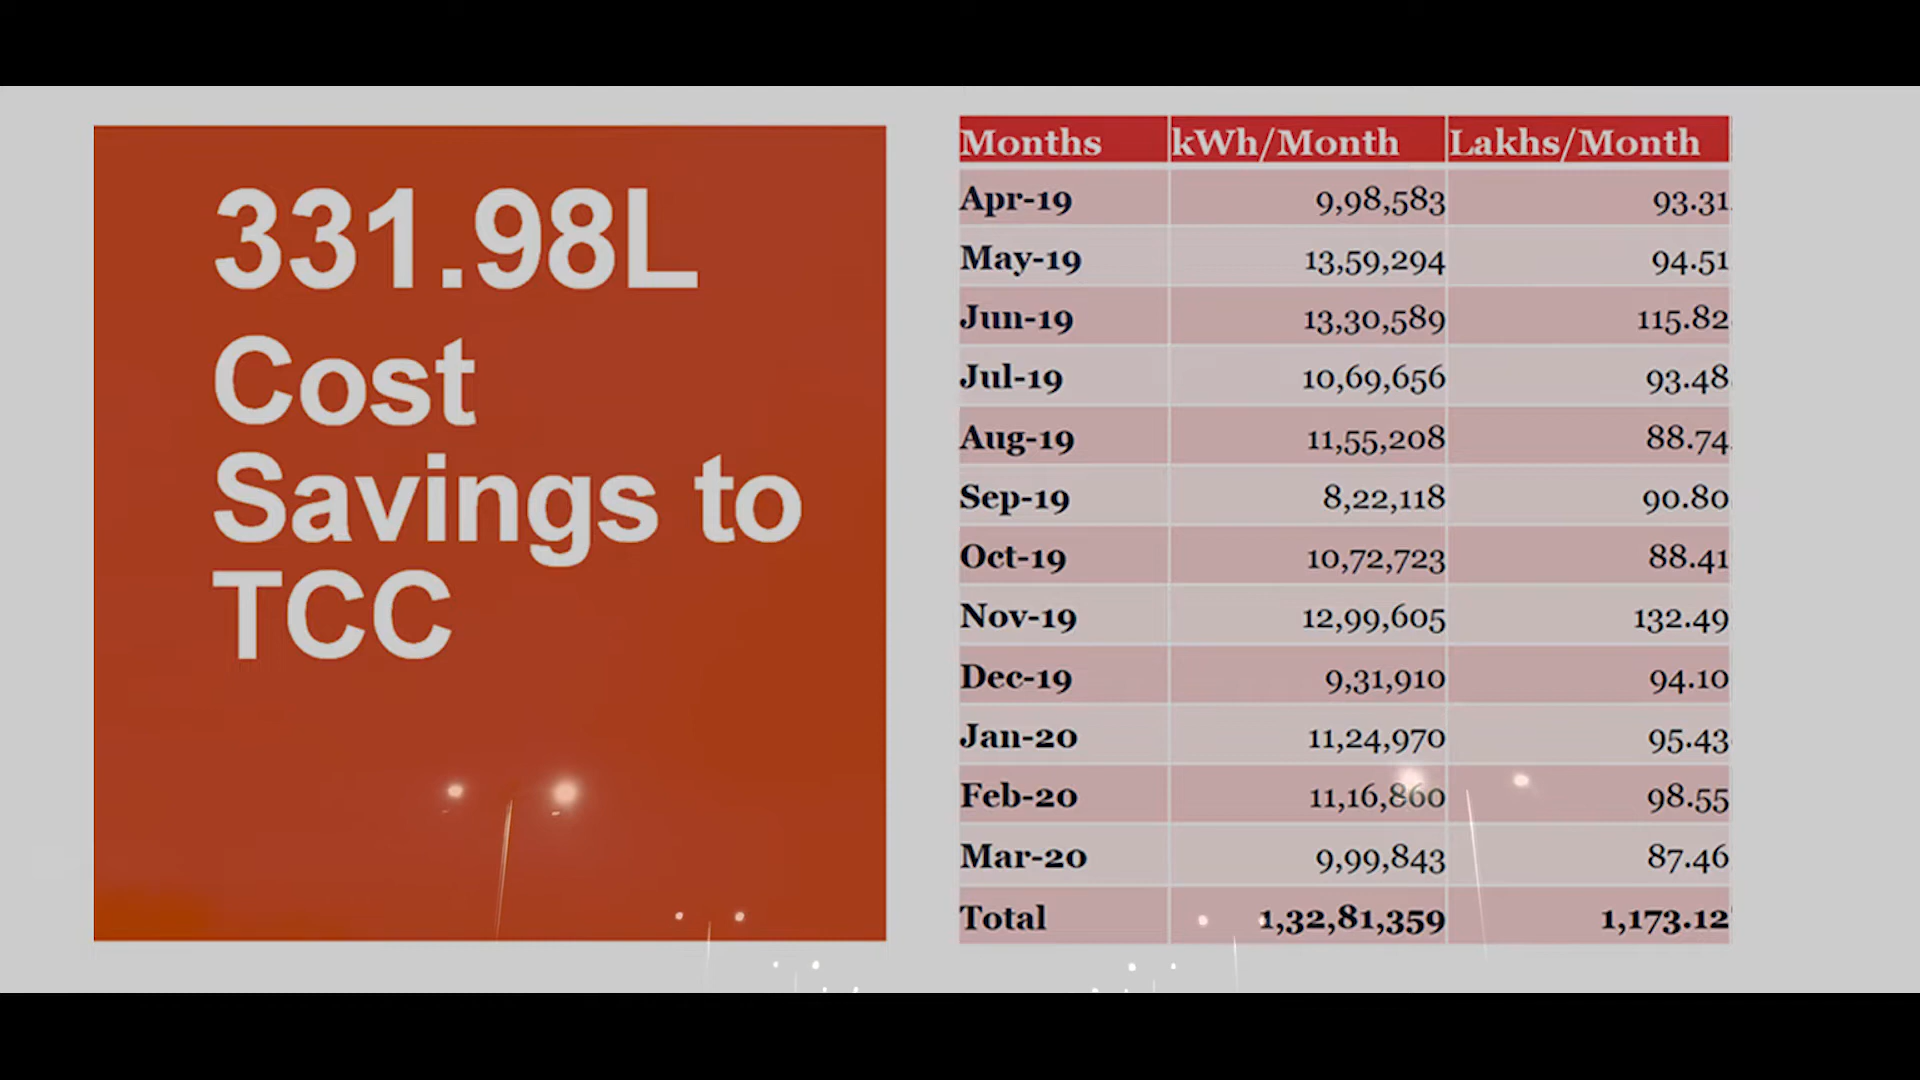 331.98L
Cost
Savings to
TCC
Months kWh/Month Lakhs/Month
Apr-19 9,98,583 93.31
May-19 13,59,294 94.51
Jun-19 13,30,589 115.82
Jul-19 10,69,656 93.48
Aug-19 11,55,208 88.74
Sep-19 8,22,118 90.80
Oct-19 10,72,723 88.41
Nov-19 12,99,605 132.49
Dec-19 9,31,910 94.10
Jan-20 11,24,970 95.43
Feb-20 11,16,860 98.55
Mar-20 9,99,843 87.46
Total 1,32,81,359 1,173.12